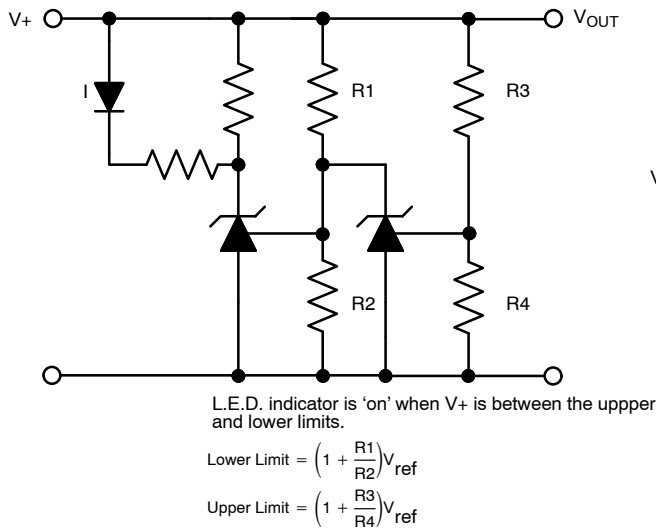 V+
VOUT
I
R1
R3
V
R2
R4
L.E.D. indicator is ‘on’ when V+ is between the uppper
and lower limits.
Lower Limit = (1 + R1/R2)Vref
Upper Limit = (1 + R3/R4)Vref